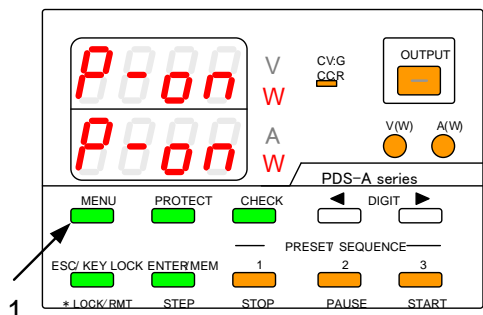 P-on V
W
CV:G
CC:R
OUTPUT
P-on A
W
V(W) A(W)
PDS-A series
MENU PROTECT CHECK ◀ DIGIT ▶
PRESET/ SEQUENCE
ESC/ KEY LOCK ENTER/MEM 1 2 3
* LOCK/RMT STEP STOP PAUSE START
1